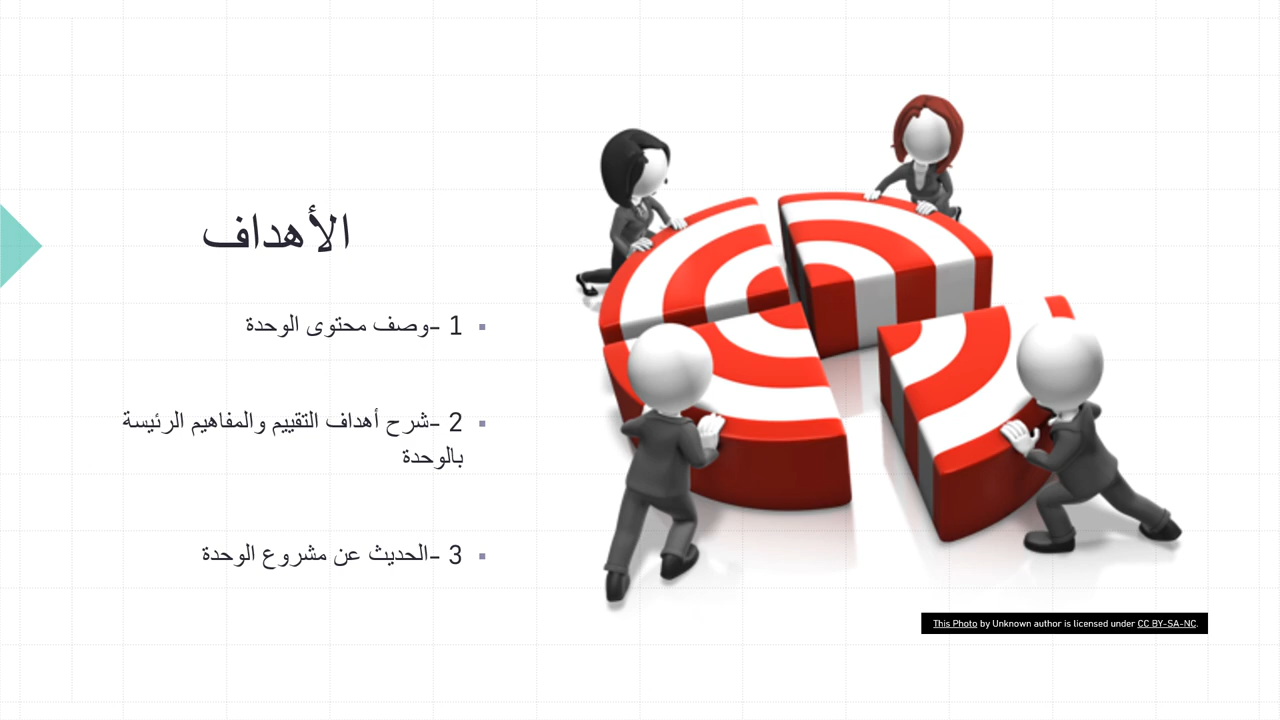 الأهداف
▪ 1 -وصف محتوى الوحدة
▪ 2 -شرح أهداف التقييم والمفاهيم الرئيسة
بالوحدة
▪ 3 -الحديث عن مشروع الوحدة
This Photo by Unknown author is licensed under CC BY-SA-NC.